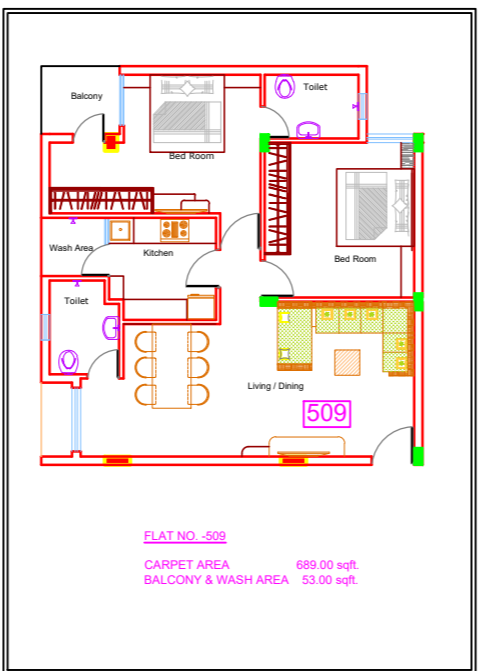 Balcony
Toilet
Bed Room
Wash Area
Kitchen
Bed Room
Toilet
Living / Dining
509
FLAT NO. -509
CARPET AREA 689.00 sqft.
BALCONY & WASH AREA 53.00 sqft.